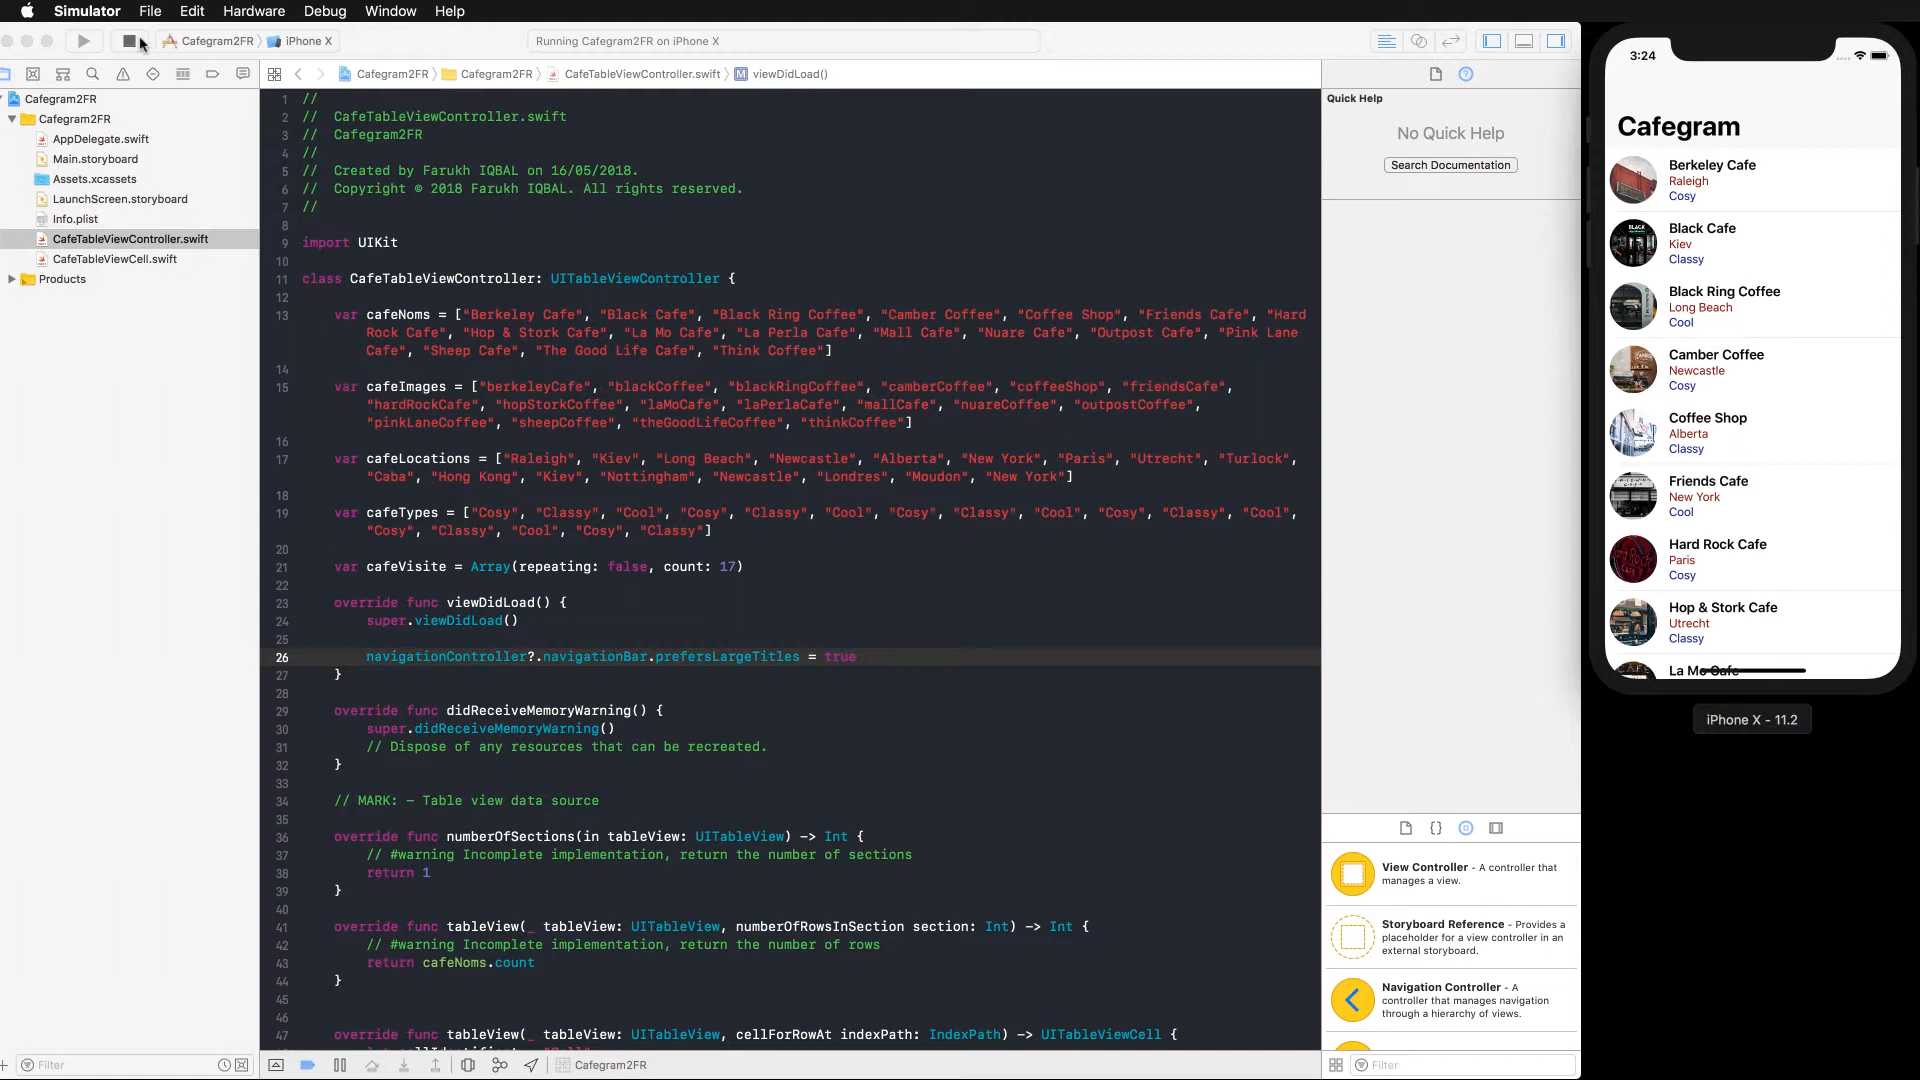 Simulator File Edit Hardware Debug Window Help
Cafegram2FR iPhone X
Running Cafegram2FR on iPhone X
Cafegram2FR Cafegram2FR CafeTableViewController.swift M viewDidLoad()
Cafegram2FR
Cafegram2FR
AppDelegate.swift
Main.storyboard
Assets.xcassets
LaunchScreen.storyboard
Info.plist
CafeTableViewController.swift
CafeTableViewCell.swift
Products
Filter
1 //
2 // CafeTableViewController.swift
3 // Cafegram2FR
4 //
5 // Created by Farukh IQBAL on 16/05/2018.
6 // Copyright © 2018 Farukh IQBAL. All rights reserved.
7 //
8
9 import UIKit
10
11 class CafeTableViewController: UITableViewController {
12
13 var cafeNoms = ["Berkeley Cafe", "Black Cafe", "Black Ring Coffee", "Camber Coffee", "Coffee Shop", "Friends Cafe", "Hard
Rock Cafe", "Hop & Stork Cafe", "La Mo Cafe", "La Perla Cafe", "Mall Cafe", "Nuare Cafe", "Outpost Cafe", "Pink Lane
Cafe", "Sheep Cafe", "The Good Life Cafe", "Think Coffee"]
14
15 var cafeImages = ["berkeleyCafe", "blackCoffee", "blackRingCoffee", "camberCoffee", "coffeeShop", "friendsCafe",
"hardRockCafe", "hopStorkCoffee", "laMoCafe", "laPerlaCafe", "mallCafe", "nuareCoffee", "outpostCoffee",
"pinkLaneCoffee", "sheepCoffee", "theGoodLifeCoffee", "thinkCoffee"]
16
17 var cafeLocations = ["Raleigh", "Kiev", "Long Beach", "Newcastle", "Alberta", "New York", "Paris", "Utrecht", "Turlock",
"Caba", "Hong Kong", "Kiev", "Nottingham", "Newcastle", "Londres", "Moudon", "New York"]
18
19 var cafeTypes = ["Cosy", "Classy", "Cool", "Cosy", "Classy", "Cool", "Cosy", "Classy", "Cool", "Cosy", "Classy", "Cool",
"Cosy", "Classy", "Cool", "Cosy", "Classy"]
20
21 var cafeVisite = Array(repeating: false, count: 17)
22
23 override func viewDidLoad() {
24 super.viewDidLoad()
25
26 navigationController?.navigationBar.prefersLargeTitles = true
27 }
28
29 override func didReceiveMemoryWarning() {
30 super.didReceiveMemoryWarning()
31 // Dispose of any resources that can be recreated.
32 }
33
34 // MARK: - Table view data source
35
36 override func numberOfSections(in tableView: UITableView) -> Int {
37 // #warning Incomplete implementation, return the number of sections
38 return 1
39 }
40
41 override func tableView(_ tableView: UITableView, numberOfRowsInSection section: Int) -> Int {
42 // #warning Incomplete implementation, return the number of rows
43 return cafeNoms.count
44 }
45
46
47 override func tableView(_ tableView: UITableView, cellForRowAt indexPath: IndexPath) -> UITableViewCell {
Cafegram2FR
Quick Help
No Quick Help
Search Documentation
View Controller - A controller that
manages a view.
Storyboard Reference - Provides a
placeholder for a view controller in an
external storyboard.
Navigation Controller - A
controller that manages navigation
through a hierarchy of views.
Filter
3:24
Cafegram
Berkeley Cafe
Raleigh
Cosy
Black Cafe
Kiev
Classy
Black Ring Coffee
Long Beach
Cool
Camber Coffee
Newcastle
Cosy
Coffee Shop
Alberta
Classy
Friends Cafe
New York
Cool
Hard Rock Cafe
Paris
Cosy
Hop & Stork Cafe
Utrecht
Classy
La Mo Cafe
iPhone X - 11.2